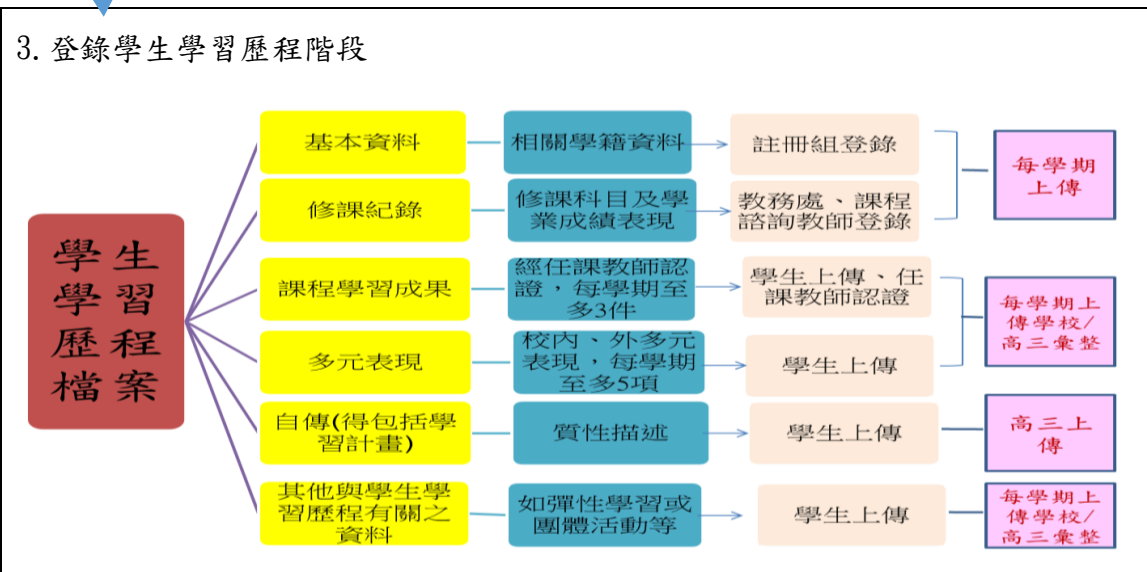 3.登錄學生學習歷程階段
學生
學習
歷程
檔案
基本資料
相關學籍資料
註冊組登錄
每學期
上傳
修課紀錄
修課科目及學
業成績表現
教務處、課程
諮詢教師登錄
課程學習成果
經任課教師認
證，每學期至
多3件
學生上傳、任
課教師認證
每學期上
傳學校/
高三彙整
多元表現
校內、外多元
表現，每學期
至多5項
學生上傳
自傳(得包括學
習計畫)
質性描述
學生上傳
高三上
傳
其他與學生學
習歷程有關之
資料
如彈性學習或
團體活動等
學生上傳
每學期上
傳學校/
高三彙整